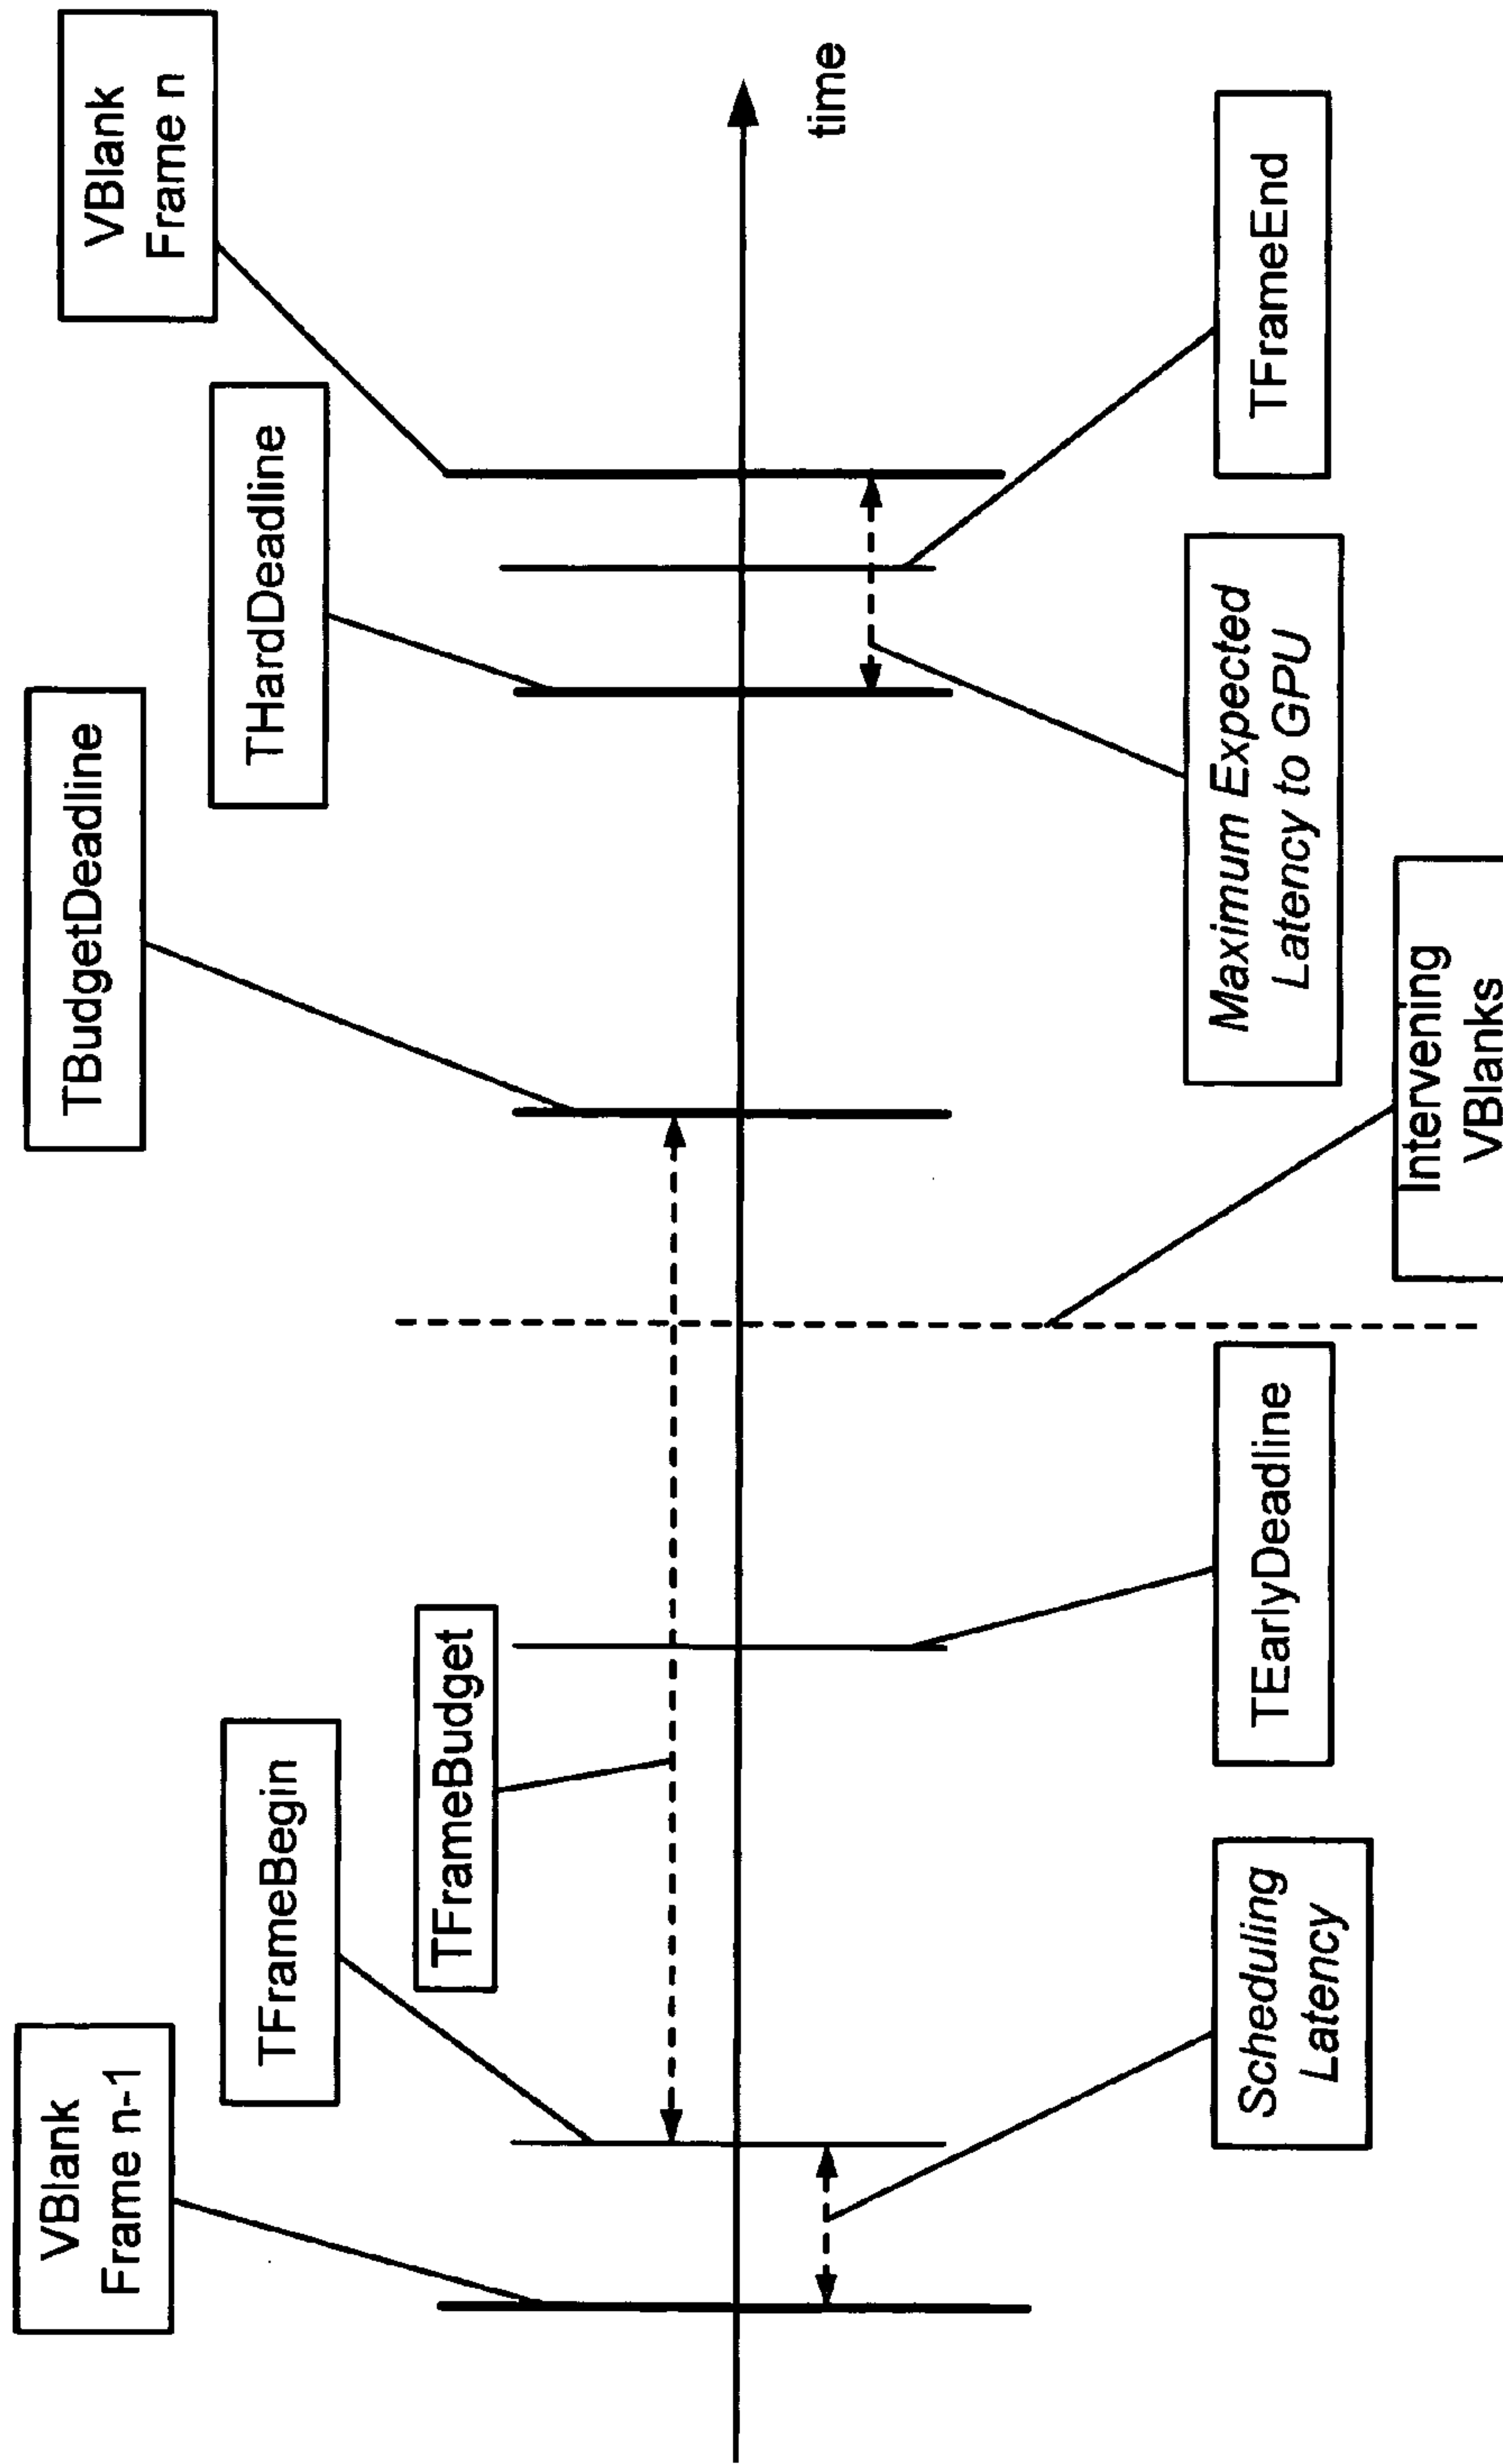 VBlank
Frame n-1
TFrameBegin
TFrameBudget
TBudgetDeadline
THardDeadline
VBlank
Frame n
time
Scheduling
Latency
TEarlyDeadline
Intervening
VBlanks
Maximum Expected
Latency to GPU
TFrameEnd